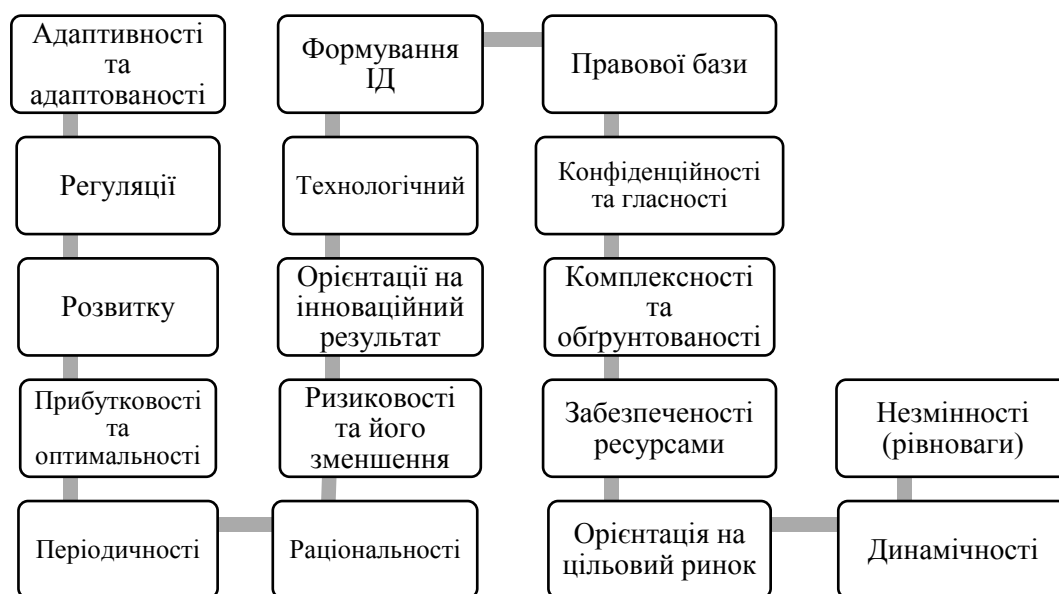 Адаптивності
та
адаптованості
Регуляції
Розвитку
Прибутковості
та
оптимальності
Періодичності
Раціональності
Ризиковості
та його
зменшення
Орієнтації на
інноваційний
результат
Технологічний
Формування
ІД
Правової бази
Конфіденційності
та гласності
Комплексності
та
обґрунтованості
Забезпеченості
ресурсами
Орієнтація на
цільовий ринок
Динамічності
Незмінності
(рівноваги)